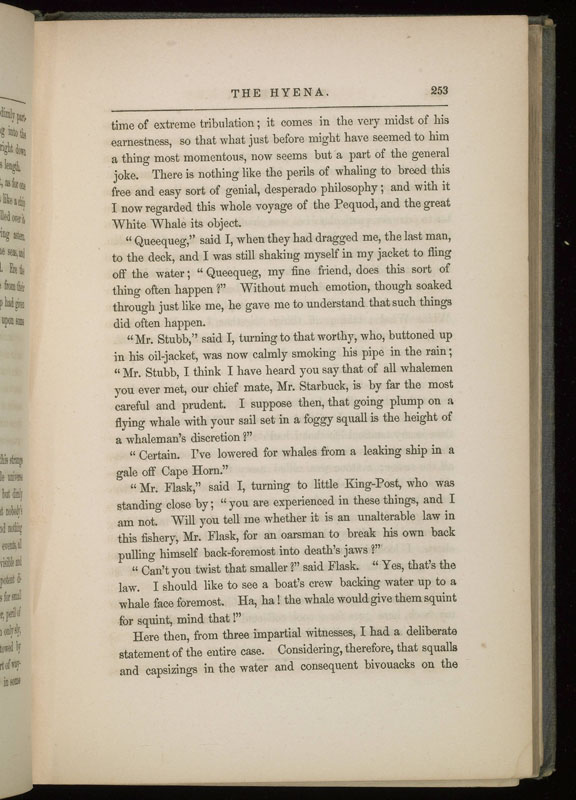 THE HYENA. 253
time of extreme tribulation; it comes in the very midst of his
earnestness, so that what just before might have seemed to him
a thing most momentous, now seems but a part of the general
joke. There is nothing like the perils of whaling to breed this
free and easy sort of genial, desperado philosophy; and with it
I now regarded this whole voyage of the Pequod, and the great
White Whale its object.
"Queequeg," said I, when they had dragged me, the last man,
to the deck, and I was still shaking myself in my jacket to fling
off the water; "Queequeg, my fine friend, does this sort of
thing often happen?" Without much emotion, though soaked
through just like me, he gave me to understand that such things
did often happen.
"Mr. Stubb," said I, turning to that worthy, who, buttoned up
in his oil-jacket, was now calmly smoking his pipe in the rain;
"Mr. Stubb, I think I have heard you say that of all whalemen
you ever met, our chief mate, Mr. Starbuck, is by far the most
careful and prudent. I suppose then, that going plump on a
flying whale with your sail set in a foggy squall is the height of
a whaleman's discretion?"
"Certain. I've lowered for whales from a leaking ship in a
gale off Cape Horn."
"Mr. Flask," said I, turning to little King-Post, who was
standing close by; "you are experienced in these things, and I
am not. Will you tell me whether it is an unalterable law in
this fishery, Mr. Flask, for an oarsman to break his own back
pulling himself back-foremost into death's jaws?"
"Can't you twist that smaller?" said Flask. "Yes, that's the
law. I should like to see a boat's crew backing water up to a
whale face foremost. Ha, ha! the whale would give them squint
for squint, mind that!"
Here then, from three impartial witnesses, I had a deliberate
statement of the entire case. Considering, therefore, that squalls
and capsizings in the water and consequent bivouacks on the